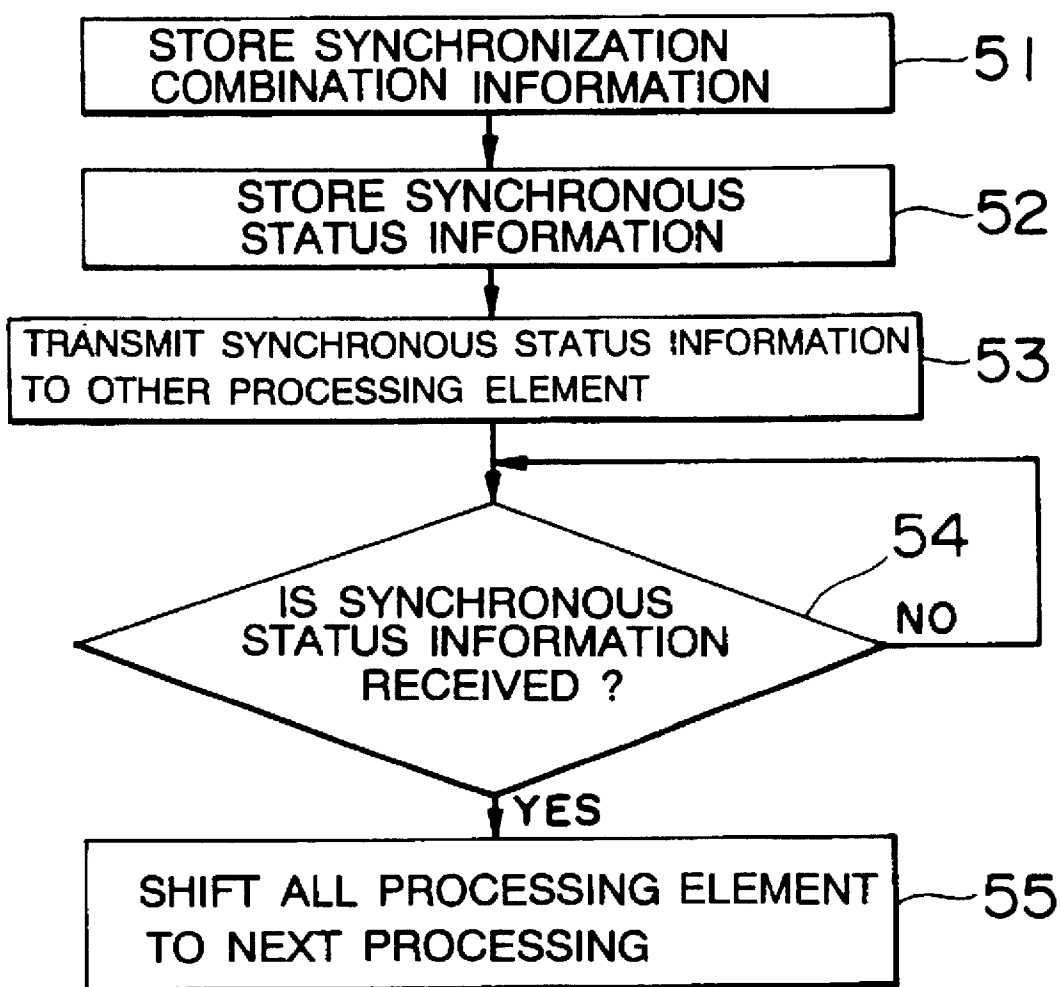 STORE SYNCHRONIZATION
COMBINATION INFORMATION
51
STORE SYNCHRONOUS
STATUS INFORMATION
52
TRANSMIT SYNCHRONOUS STATUS INFORMATION
TO OTHER PROCESSING ELEMENT
53
54
IS SYNCHRONOUS
STATUS INFORMATION
RECEIVED ?
NO
YES
SHIFT ALL PROCESSING ELEMENT
TO NEXT PROCESSING
55